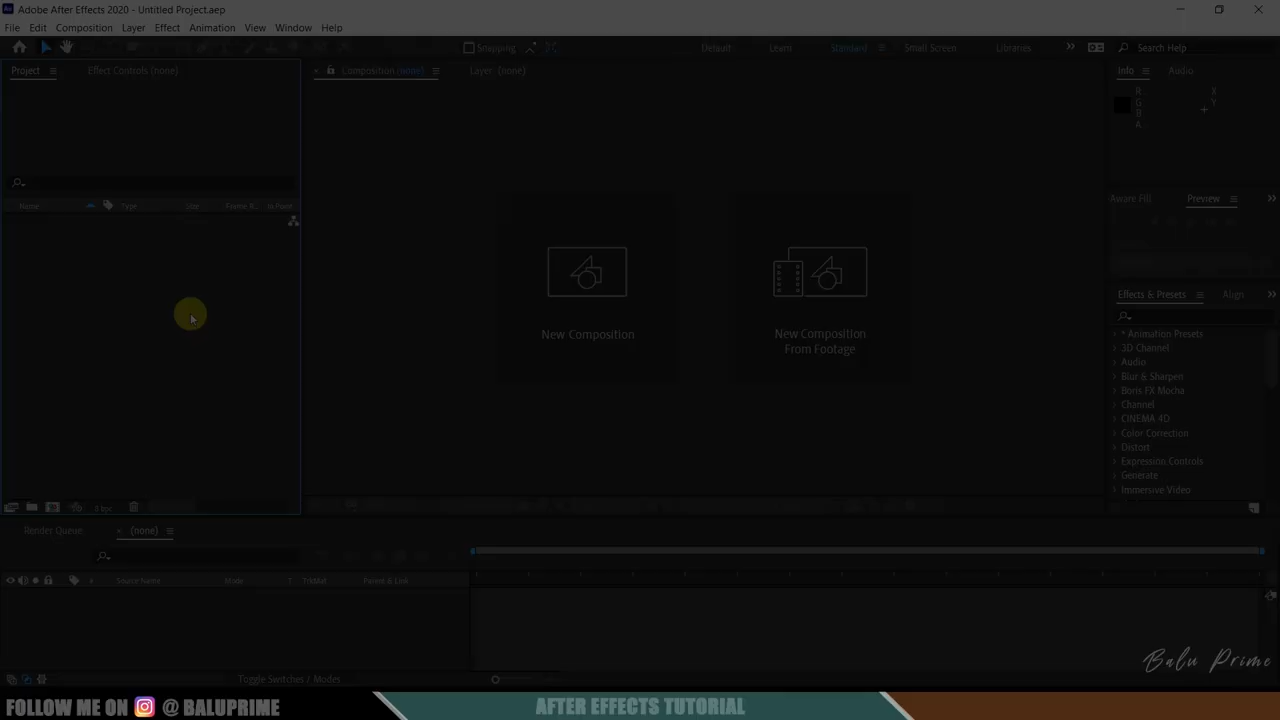 Adobe After Effects 2020 - Untitled Project.aep
File Edit Composition Layer Effect Animation View Window Help
Snapping Default Learn Standard Small Screen Libraries Search Help
Project Effect Controls (none) Composition (none) Layer (none) Info Audio
R: X
G Y
B
A
Aware Fill Preview
Name Type Size Frame R... In Point
New Composition
New Composition
From Footage
Effects & Presets Align
* Animation Presets
3D Channel
Audio
Blur & Sharpen
Boris FX Mocha
Channel
CINEMA 4D
Color Correction
Distort
Expression Controls
Generate
Immersive Video
8 bpc
Render Queue (none)
Source Name Mode T TrkMat Parent & Link
Toggle Switches / Modes
Balu Prime
FOLLOW ME ON @ BALUPRIME
AFTER EFFECTS TUTORIAL